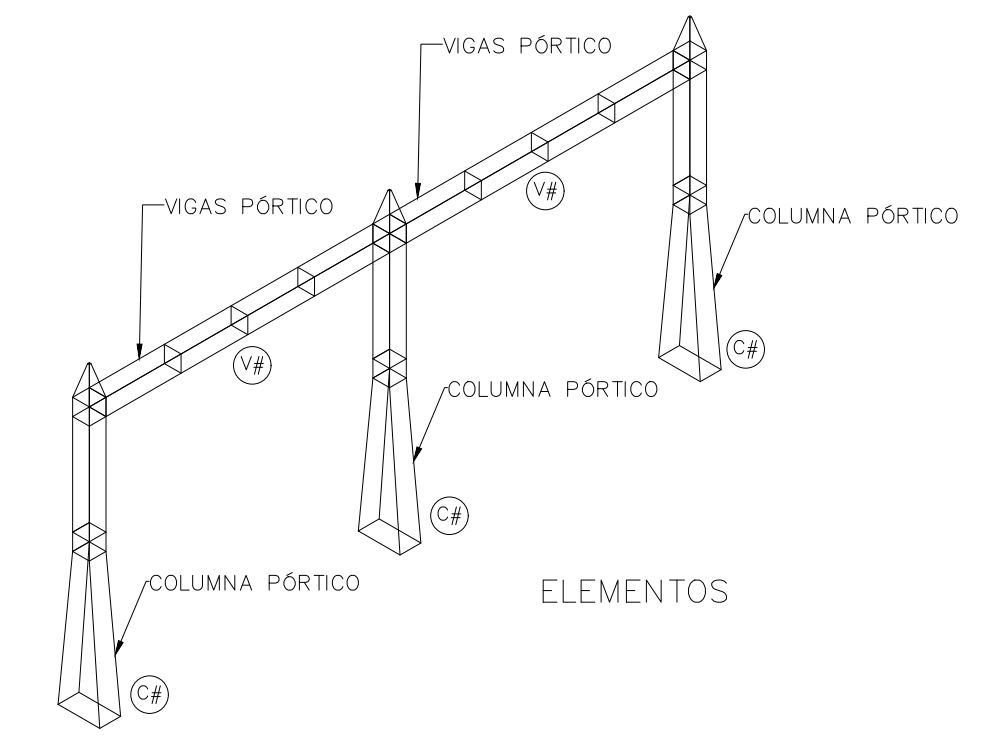 VIGAS PÓRTICO
VIGAS PÓRTICO
V#
COLUMNA PÓRTICO
C#
V#
COLUMNA PÓRTICO
C#
COLUMNA PÓRTICO
ELEMENTOS
C#